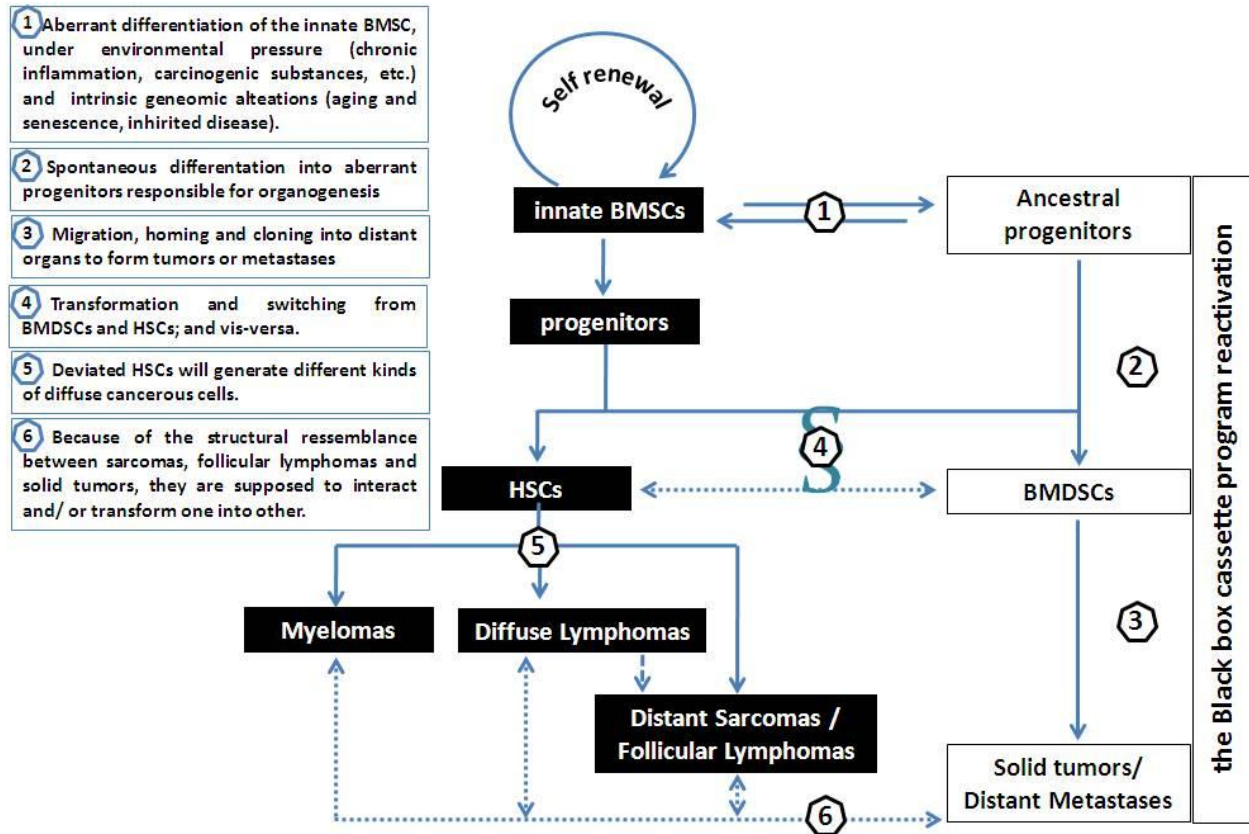 1 Aberrant differentiation of the innate BMSC,
under environmental pressure (chronic
inflammation, carcinogenic substances, etc.)
and intrinsic geneomic alteations (aging and
senescence, inhirited disease).
2 Spontaneous differentation into aberrant
progenitors responsible for organogenesis
3 Migration, homing and cloning into distant
organs to form tumors or metastases
4 Transformation and switching from
BMDSCs and HSCs; and vis-versa.
5 Deviated HSCs will generate different kinds
of diffuse cancerous cells.
6 Because of the structural ressemblance
between sarcomas, follicular lymphomas and
solid tumors, they are supposed to interact
and/ or transform one into other.
Self renewal
innate BMSCs
1
Ancestral
progenitors
progenitors
2
S
4
HSCs
BMDSCs
5
Myelomas
Diffuse Lymphomas
3
Distant Sarcomas /
Follicular Lymphomas
Solid tumors/
Distant Metastases
6
the Black box cassette program reactivation